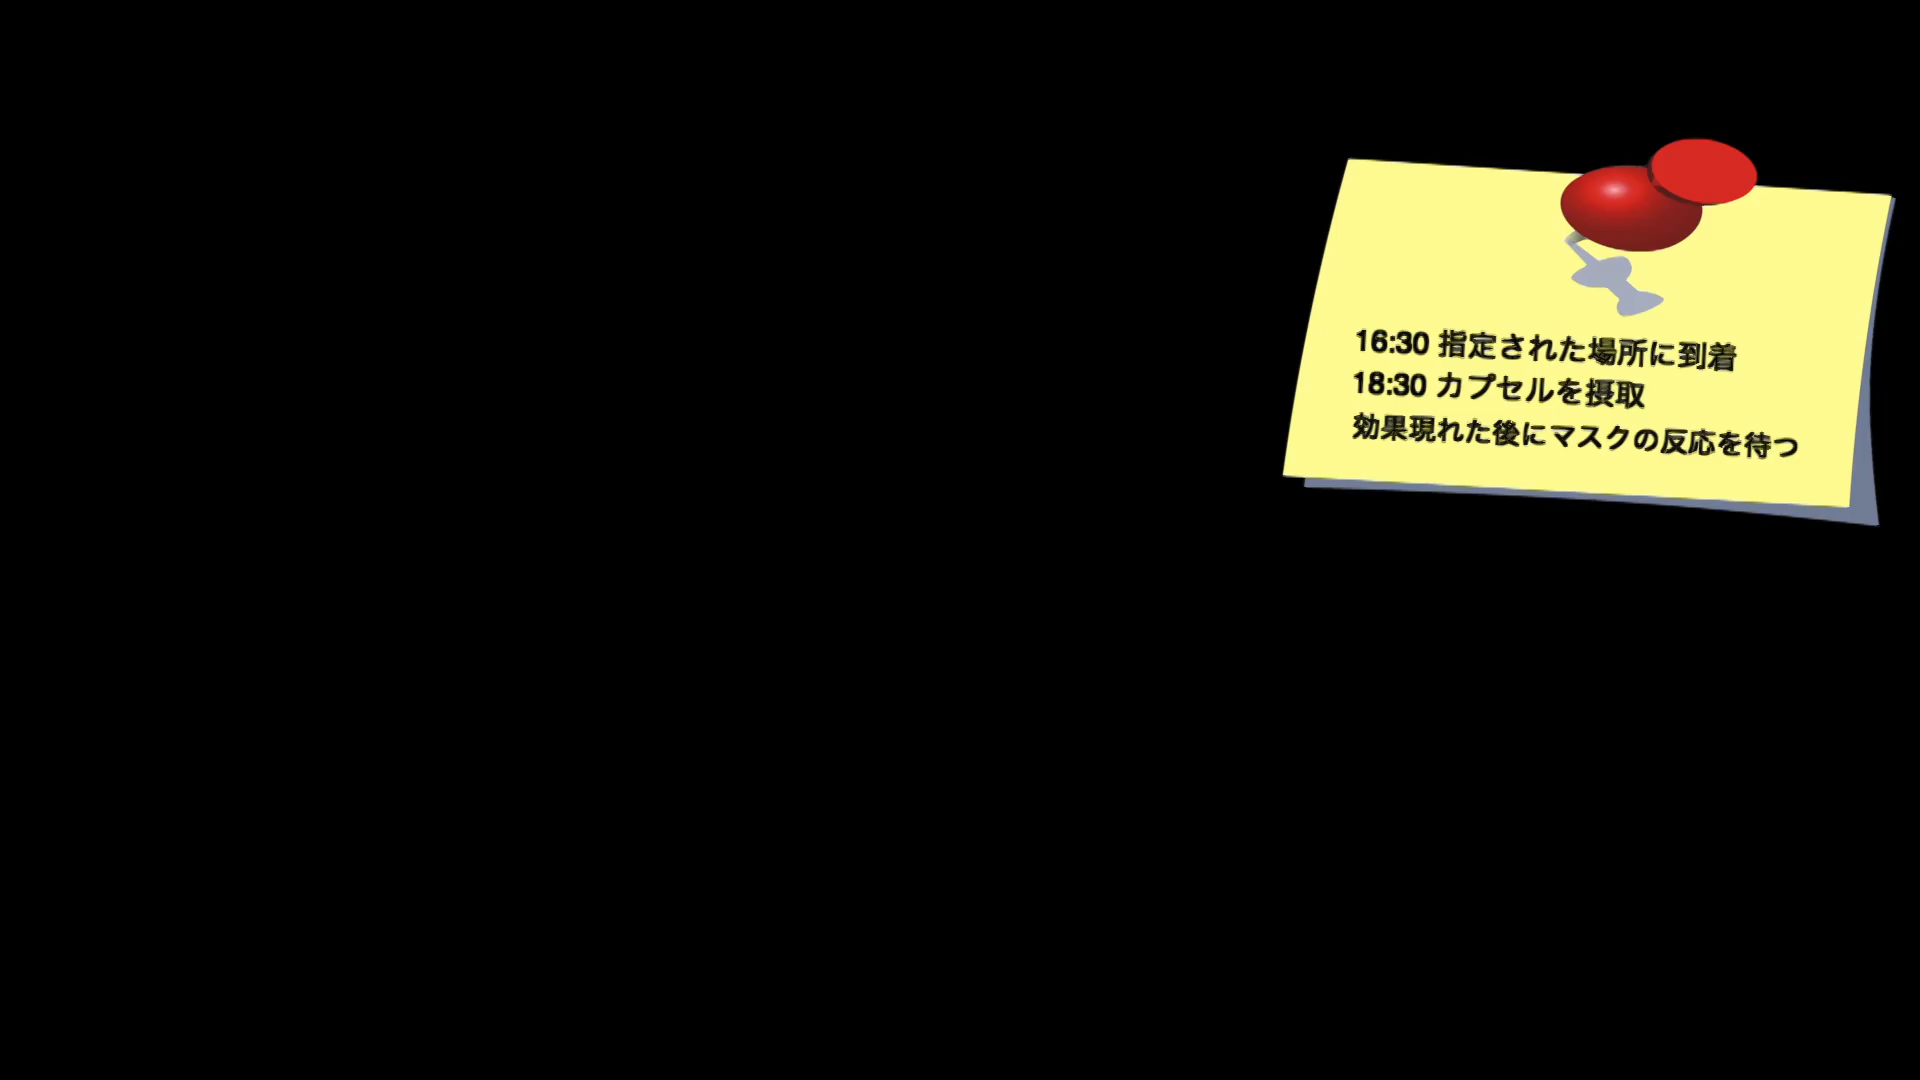 16:30 指定された場所に到着
18:30 カプセルを摂取
効果現れた後にマスクの反応を待つ